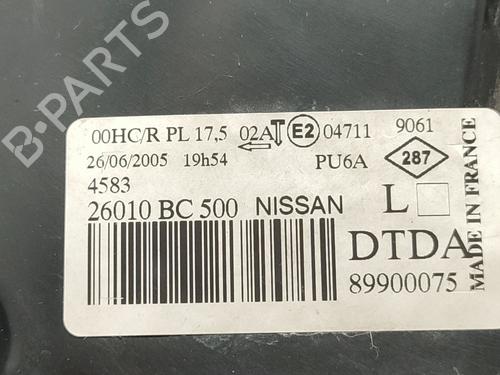 B-PARTS
00HC/R PL 17,5 02A E2 04711 9061
26/06/2005 19h54 PU6A 287
4583
26010 BC 500 NISSAN L
DTDA
89900075
MADE IN FRANCE